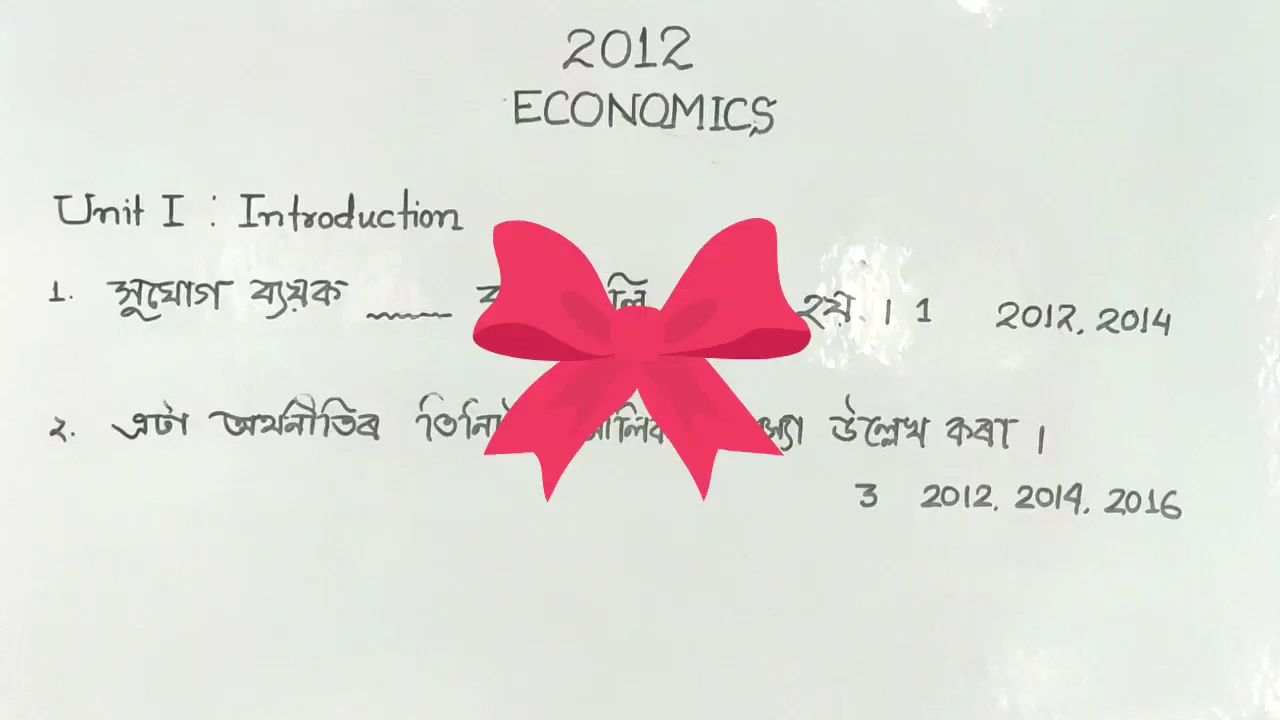 2012
ECONOMICS
Unit I : Introduction
1. সুযোগ ব্যয়ক ~~~~ হয়। 1 2012, 2014
২. এটা অৰ্থনীতিৰ উল্লেখ কৰা ।
3 2012, 2014, 2016